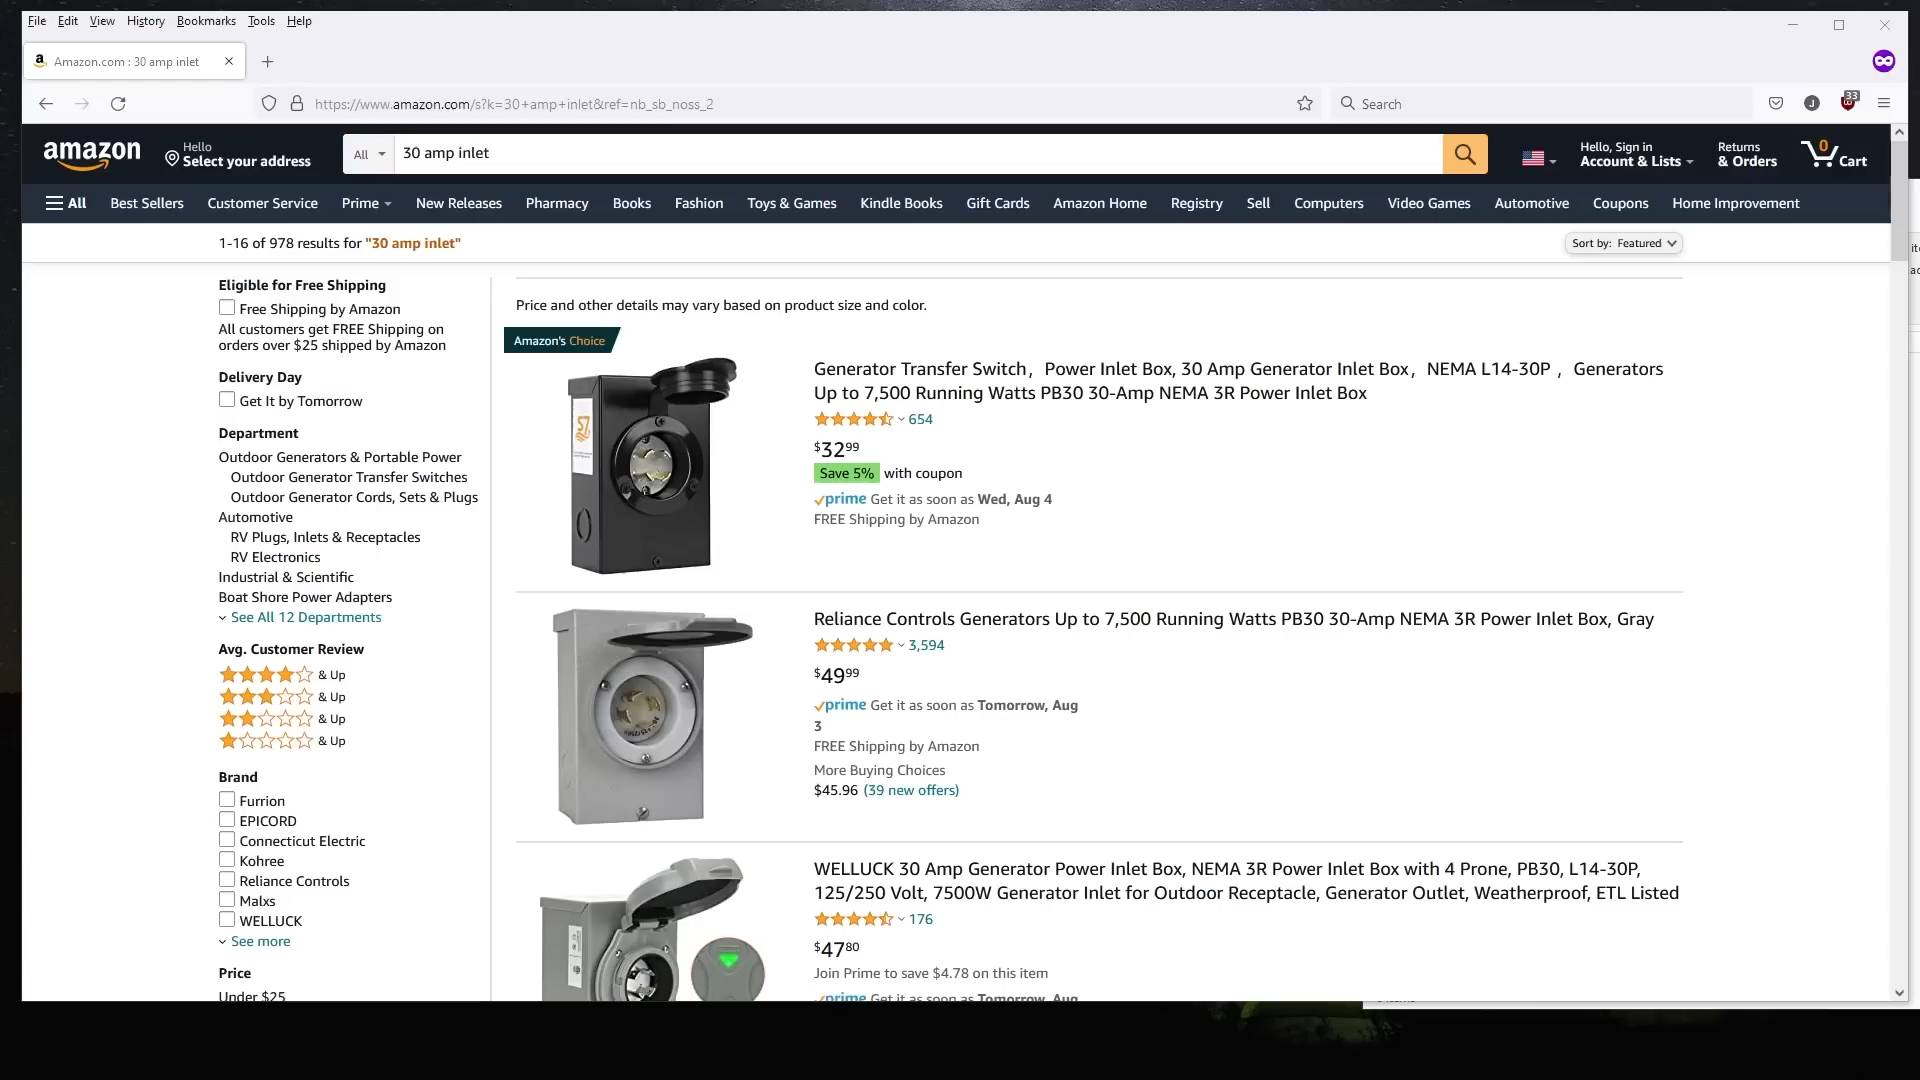 File Edit View History Bookmarks Tools Help
Amazon.com : 30 amp inlet
https://www.amazon.com/s?k=30+amp+inlet&ref=nb_sb_noss_2
Search
J
33
amazon
Hello
Select your address
All
30 amp inlet
Hello, Sign in
Account & Lists
Returns
& Orders
0
Cart
All Best Sellers Customer Service Prime New Releases Pharmacy Books Fashion Toys & Games Kindle Books Gift Cards Amazon Home Registry Sell Computers Video Games Automotive Coupons Home Improvement
1-16 of 978 results for "30 amp inlet"
Sort by: Featured
Eligible for Free Shipping
Free Shipping by Amazon
All customers get FREE Shipping on
orders over $25 shipped by Amazon
Delivery Day
Get It by Tomorrow
Department
Outdoor Generators & Portable Power
Outdoor Generator Transfer Switches
Outdoor Generator Cords, Sets & Plugs
Automotive
RV Plugs, Inlets & Receptacles
RV Electronics
Industrial & Scientific
Boat Shore Power Adapters
See All 12 Departments
Avg. Customer Review
& Up
& Up
& Up
& Up
Brand
Furrion
EPICORD
Connecticut Electric
Kohree
Reliance Controls
Malxs
WELLUCK
See more
Price
Under $25
Price and other details may vary based on product size and color.
Amazon's Choice
Generator Transfer Switch，Power Inlet Box, 30 Amp Generator Inlet Box，NEMA L14-30P，Generators
Up to 7,500 Running Watts PB30 30-Amp NEMA 3R Power Inlet Box
654
$3299
Save 5% with coupon
prime Get it as soon as Wed, Aug 4
FREE Shipping by Amazon
Reliance Controls Generators Up to 7,500 Running Watts PB30 30-Amp NEMA 3R Power Inlet Box, Gray
3,594
$4999
prime Get it as soon as Tomorrow, Aug
3
FREE Shipping by Amazon
More Buying Choices
$45.96 (39 new offers)
WELLUCK 30 Amp Generator Power Inlet Box, NEMA 3R Power Inlet Box with 4 Prone, PB30, L14-30P,
125/250 Volt, 7500W Generator Inlet for Outdoor Receptacle, Generator Outlet, Weatherproof, ETL Listed
176
$4780
Join Prime to save $4.78 on this item
prime Get it as soon as Tomorrow, Aug